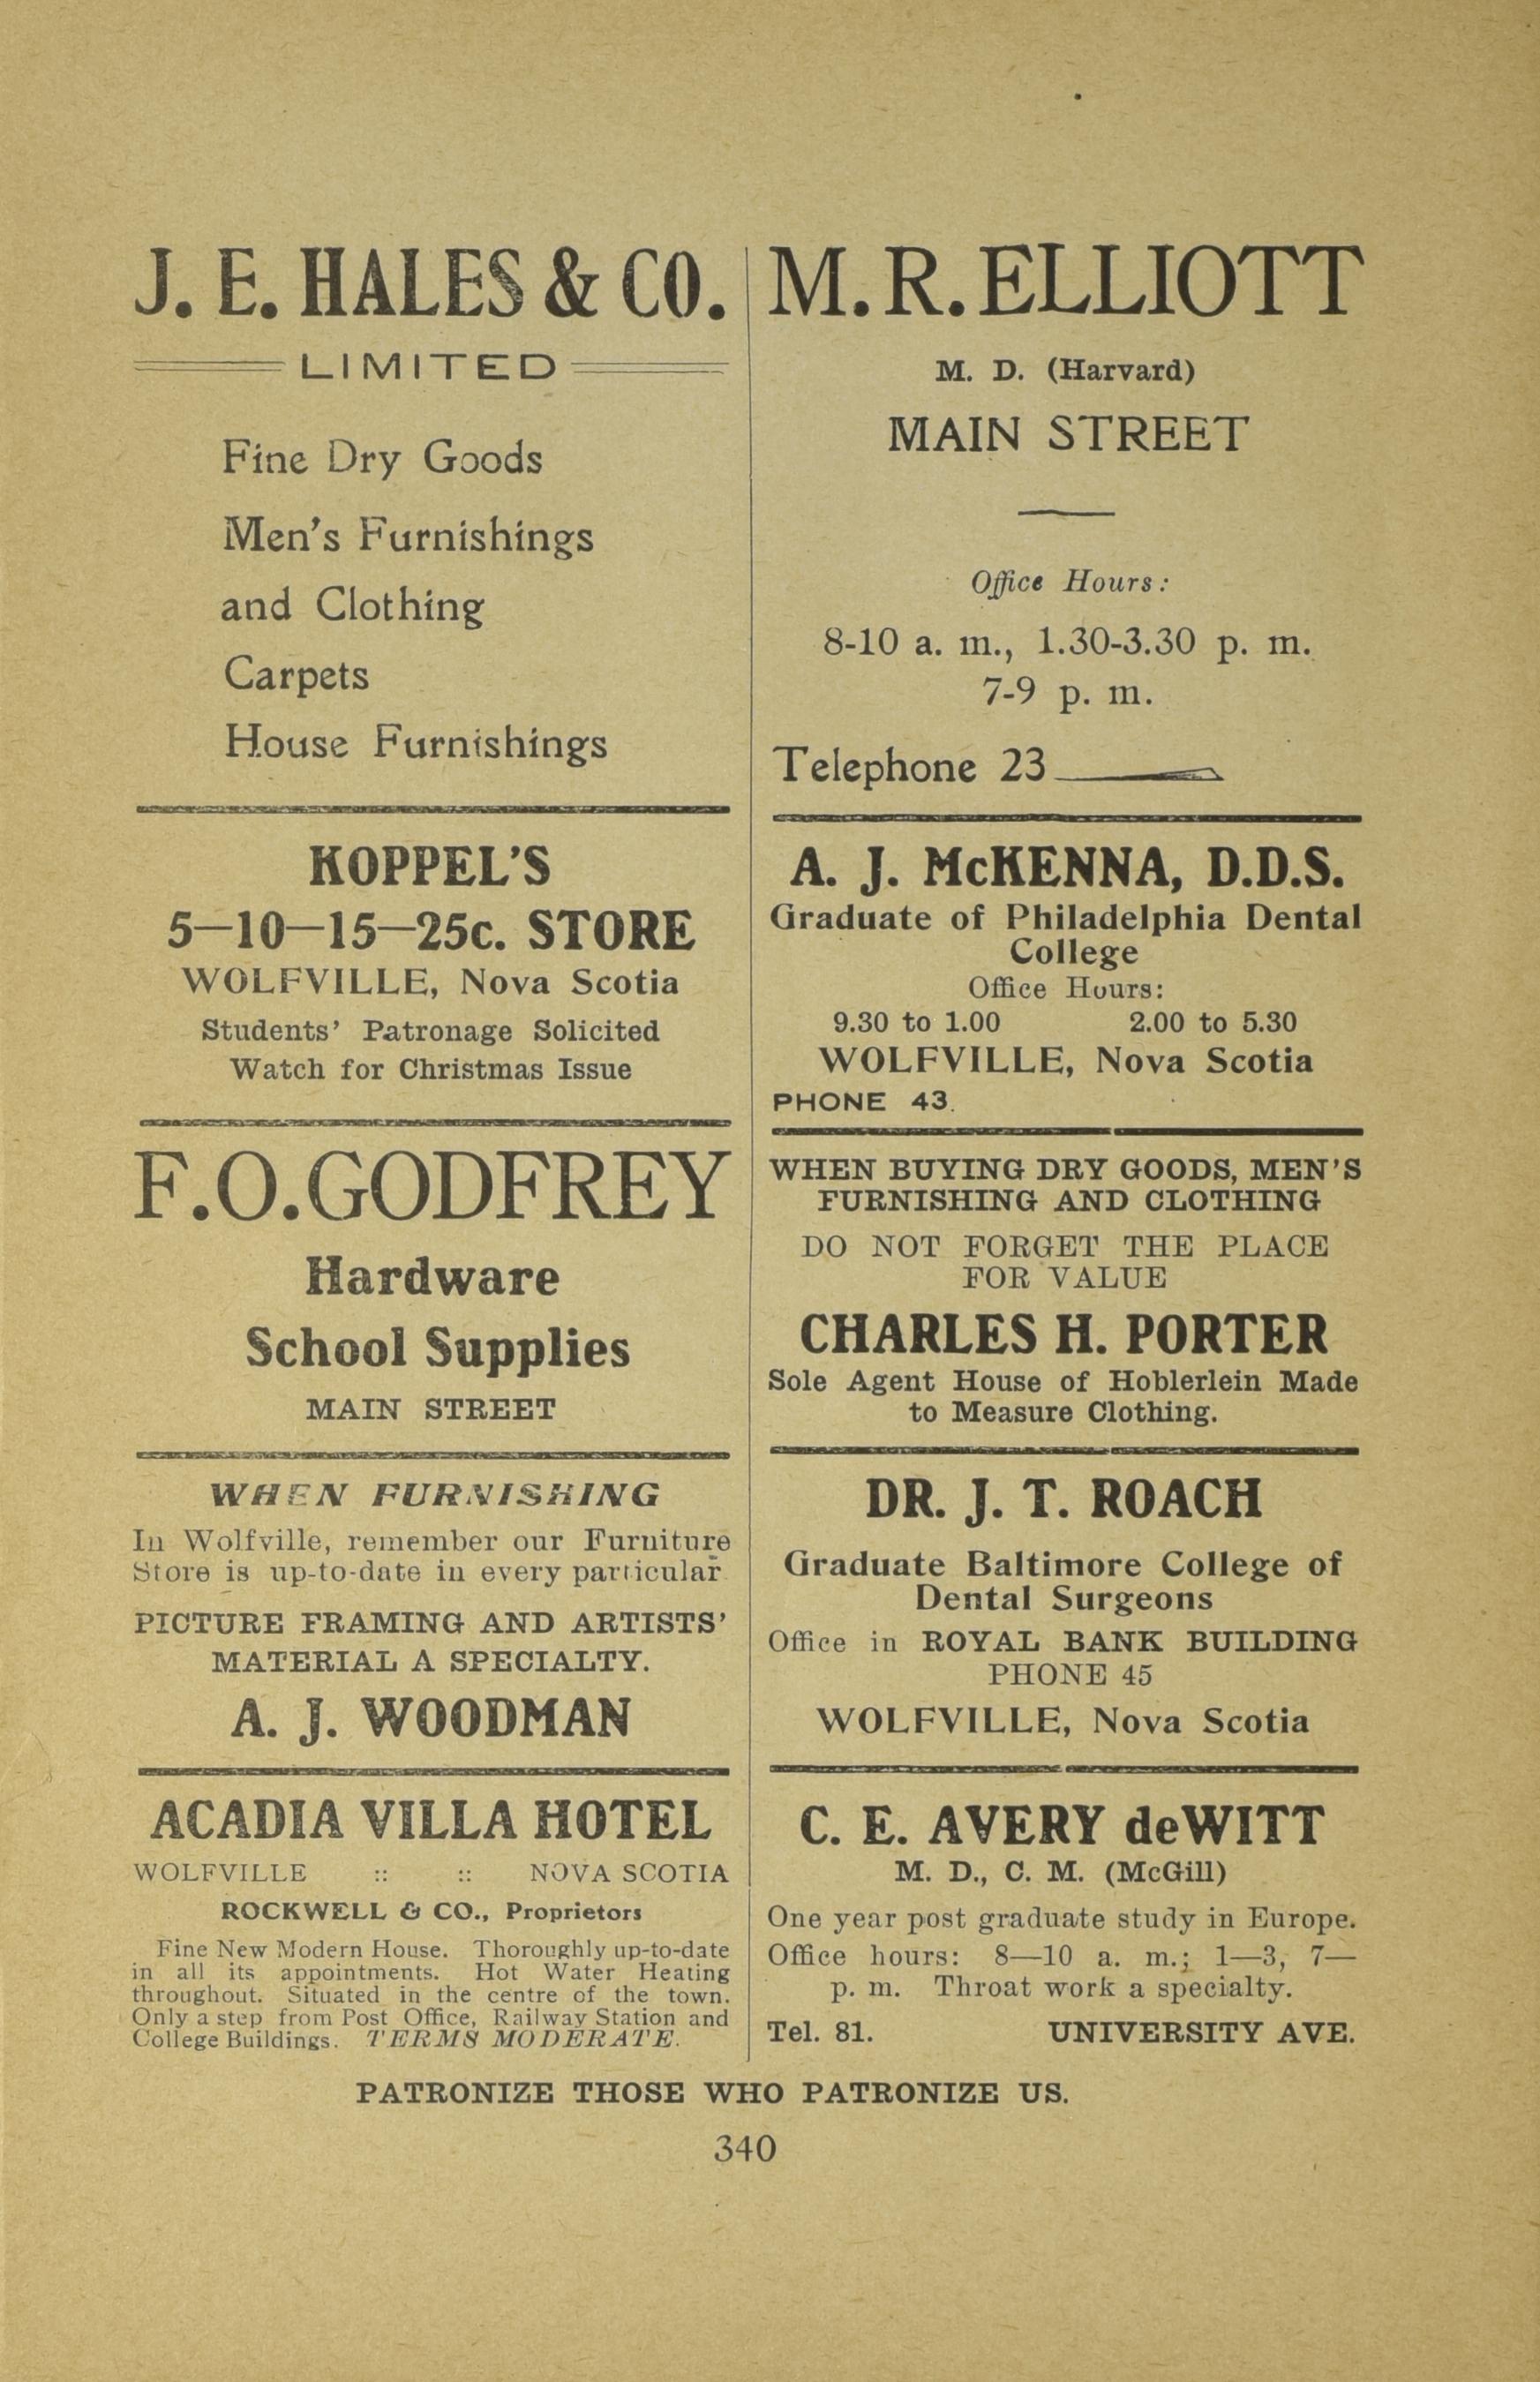 J. E. HALES & CO.
LIMITED
Fine Dry Goods
Men's Furnishings
and Clothing
Carpets
House Furnishings
KOPPEL'S
5—10—15—25c. STORE
WOLFVILLE, Nova Scotia
Students' Patronage Solicited
Watch for Christmas Issue
F. O. GODFREY
Hardware
School Supplies
MAIN STREET
WHEN FURNISHING
In Wolfville, remember our Furniture
Store is up-to-date in every particular
PICTURE FRAMING AND ARTISTS'
MATERIAL A SPECIALTY.
A. J. WOODMAN
ACADIA VILLA HOTEL
WOLFVILLE :: :: NOVA SCOTIA
ROCKWELL & CO., Proprietors
Fine New Modern House. Thoroughly up-to-date
in all its appointments. Hot Water Heating
throughout. Situated in the centre of the town.
Only a step from Post Office, Railway Station and
College Buildings. TERMS MODERATE.
M. R. ELLIOTT
M. D. (Harvard)
MAIN STREET
Office Hours:
8-10 a. m., 1.30-3.30 p. m.
7-9 p. m.
Telephone 23
A. J. McKENNA, D.D.S.
Graduate of Philadelphia Dental
College
Office Hours:
9.30 to 1.00 2.00 to 5.30
WOLFVILLE, Nova Scotia
PHONE 43.
WHEN BUYING DRY GOODS, MEN'S
FURNISHING AND CLOTHING
DO NOT FORGET THE PLACE
FOR VALUE
CHARLES H. PORTER
Sole Agent House of Hoblerlein Made
to Measure Clothing.
DR. J. T. ROACH
Graduate Baltimore College of
Dental Surgeons
Office in ROYAL BANK BUILDING
PHONE 45
WOLFVILLE, Nova Scotia
C. E. AVERY deWITT
M. D., C. M. (McGill)
One year post graduate study in Europe.
Office hours: 8—10 a. m.; 1—3, 7—
p. m. Throat work a specialty.
Tel. 81. UNIVERSITY AVE.
PATRONIZE THOSE WHO PATRONIZE US.
340